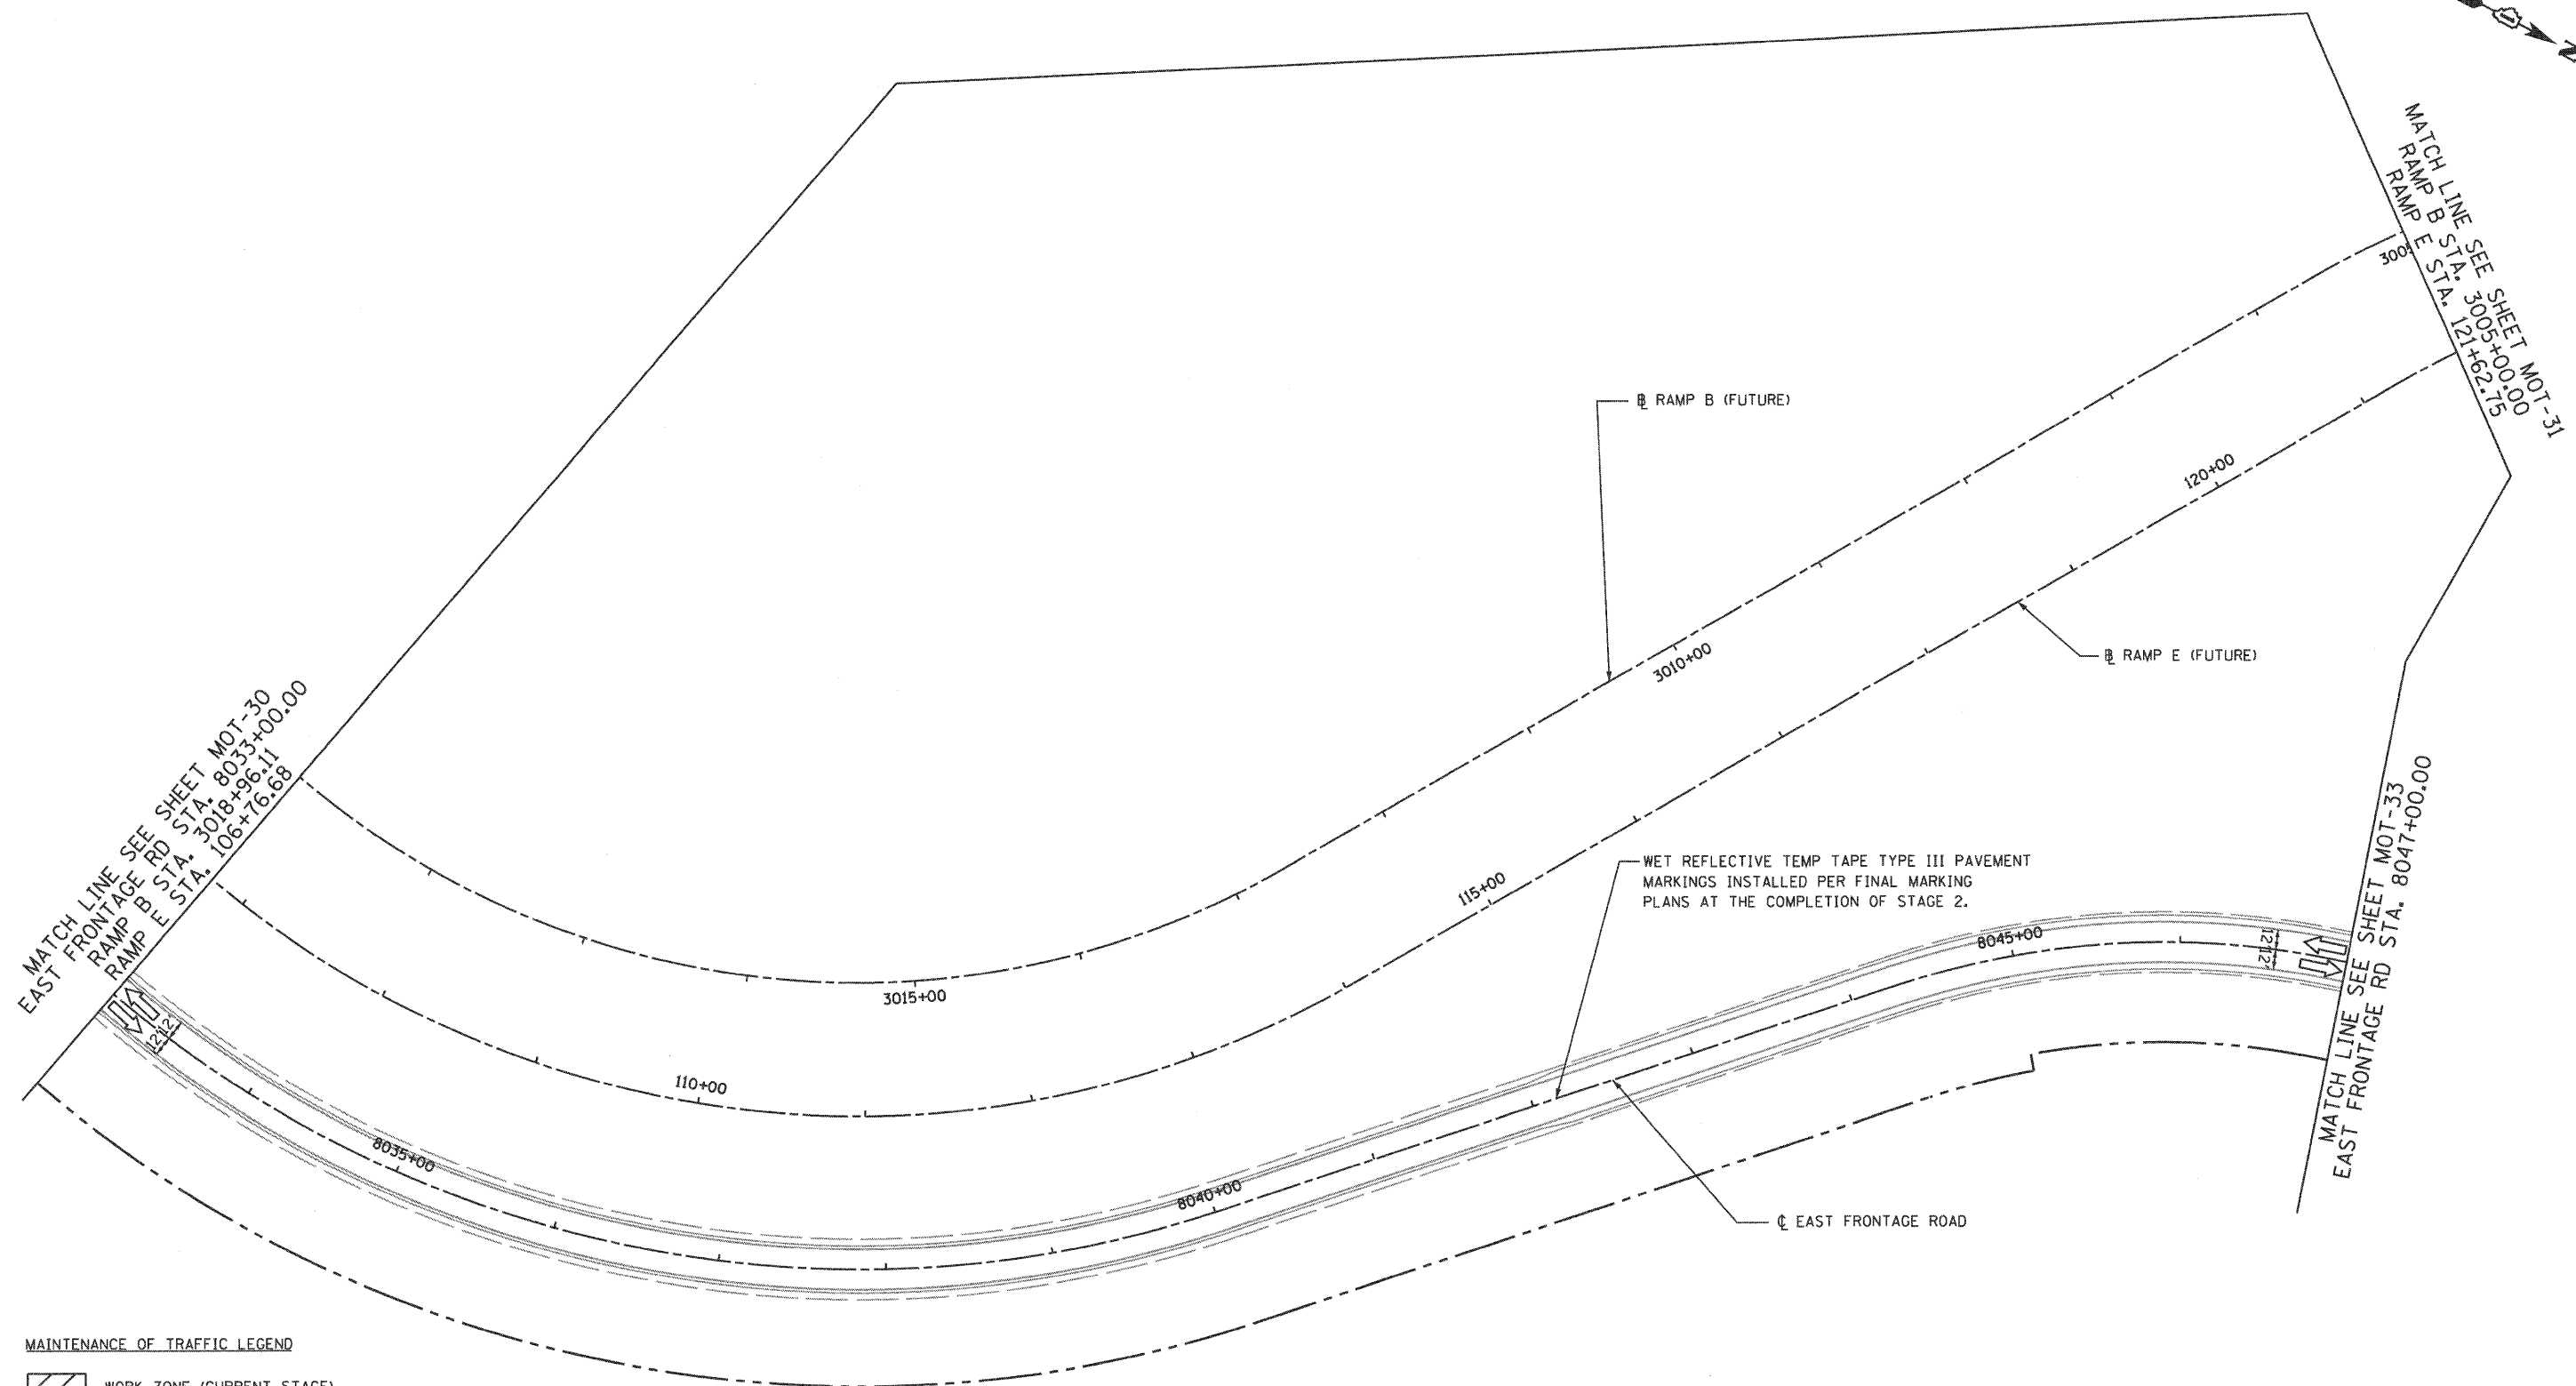 MATCH LINE SEE SHEET MOT-31
RAMP B STA. 3005+00.00
RAMP E STA. 121+62.75
℄ RAMP B (FUTURE)
120+00
3010+00
℄ RAMP E (FUTURE)
MATCH LINE SEE SHEET MOT-30
EAST FRONTAGE RD STA. 8033+00.00
RAMP B STA. 3018+96.11
RAMP E STA. 106+76.68
MATCH LINE SEE SHEET MOT-33
EAST FRONTAGE RD STA. 8047+00.00
WET REFLECTIVE TEMP TAPE TYPE III PAVEMENT
MARKINGS INSTALLED PER FINAL MARKING
PLANS AT THE COMPLETION OF STAGE 2.
115+00
8045+00
12'
12'
3015+00
12'
12'
110+00
8035+00
8040+00
℄ EAST FRONTAGE ROAD
MAINTENANCE OF TRAFFIC LEGEND
WORK ZONE (CURRENT STAGE)